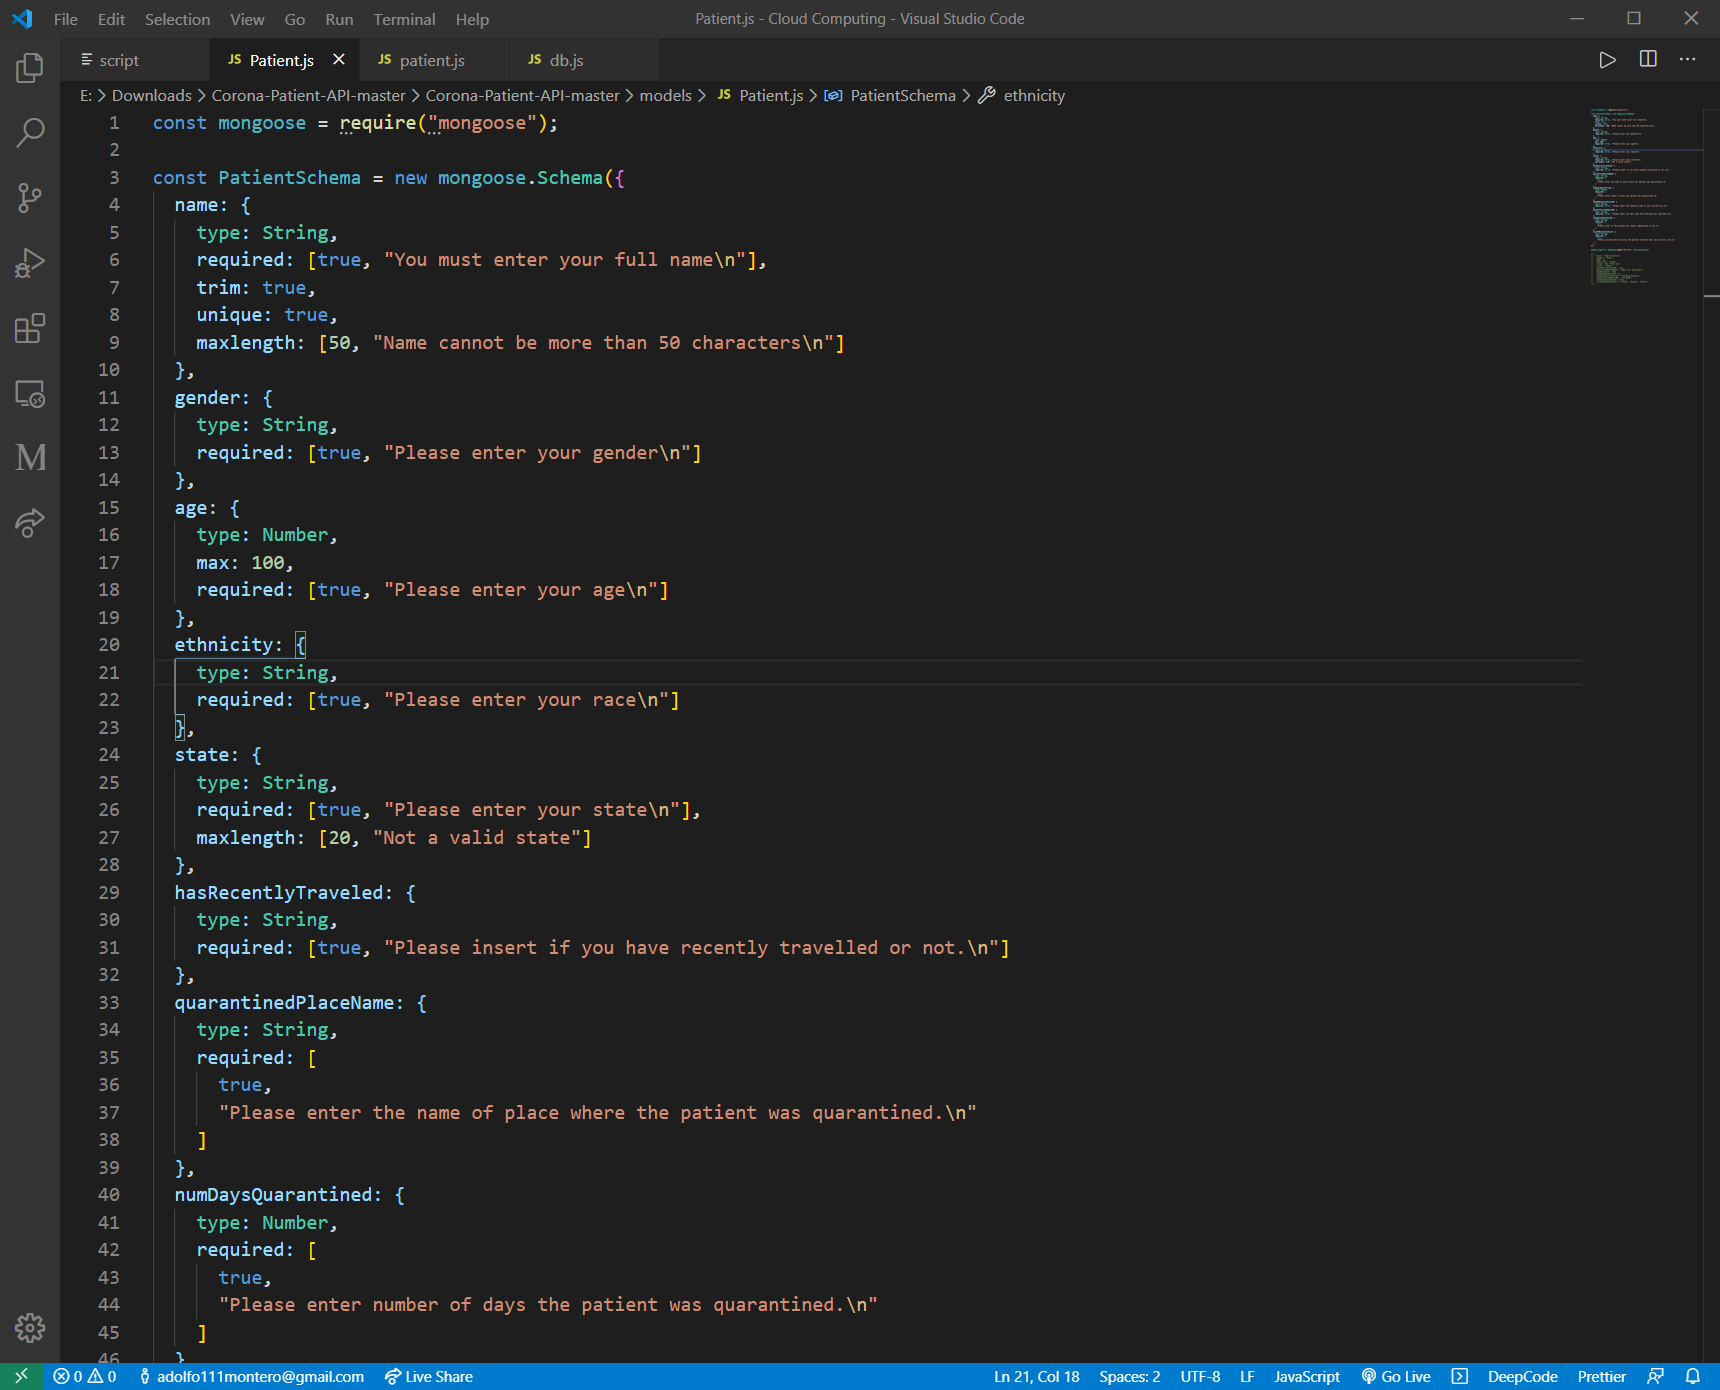 File Edit Selection View Go Run Terminal Help Patient.js - Cloud Computing - Visual Studio Code
script JS Patient.js JS patient.js JS db.js
E: > Downloads > Corona-Patient-API-master > Corona-Patient-API-master > models > JS Patient.js > PatientSchema > ethnicity
1 const mongoose = require("mongoose");
2
3 const PatientSchema = new mongoose.Schema({
4 name: {
5 type: String,
6 required: [true, "You must enter your full name\n"],
7 trim: true,
8 unique: true,
9 maxlength: [50, "Name cannot be more than 50 characters\n"]
10 },
11 gender: {
12 type: String,
13 required: [true, "Please enter your gender\n"]
14 },
15 age: {
16 type: Number,
17 max: 100,
18 required: [true, "Please enter your age\n"]
19 },
20 ethnicity: {
21 type: String,
22 required: [true, "Please enter your race\n"]
23 },
24 state: {
25 type: String,
26 required: [true, "Please enter your state\n"],
27 maxlength: [20, "Not a valid state"]
28 },
29 hasRecentlyTraveled: {
30 type: String,
31 required: [true, "Please insert if you have recently travelled or not.\n"]
32 },
33 quarantinedPlaceName: {
34 type: String,
35 required: [
36 true,
37 "Please enter the name of place where the patient was quarantined.\n"
38 ]
39 },
40 numDaysQuarantined: {
41 type: Number,
42 required: [
43 true,
44 "Please enter number of days the patient was quarantined.\n"
45 ]
46 }
0 0 adolfo111montero@gmail.com Live Share Ln 21, Col 18 Spaces: 2 UTF-8 LF JavaScript Go Live DeepCode Prettier